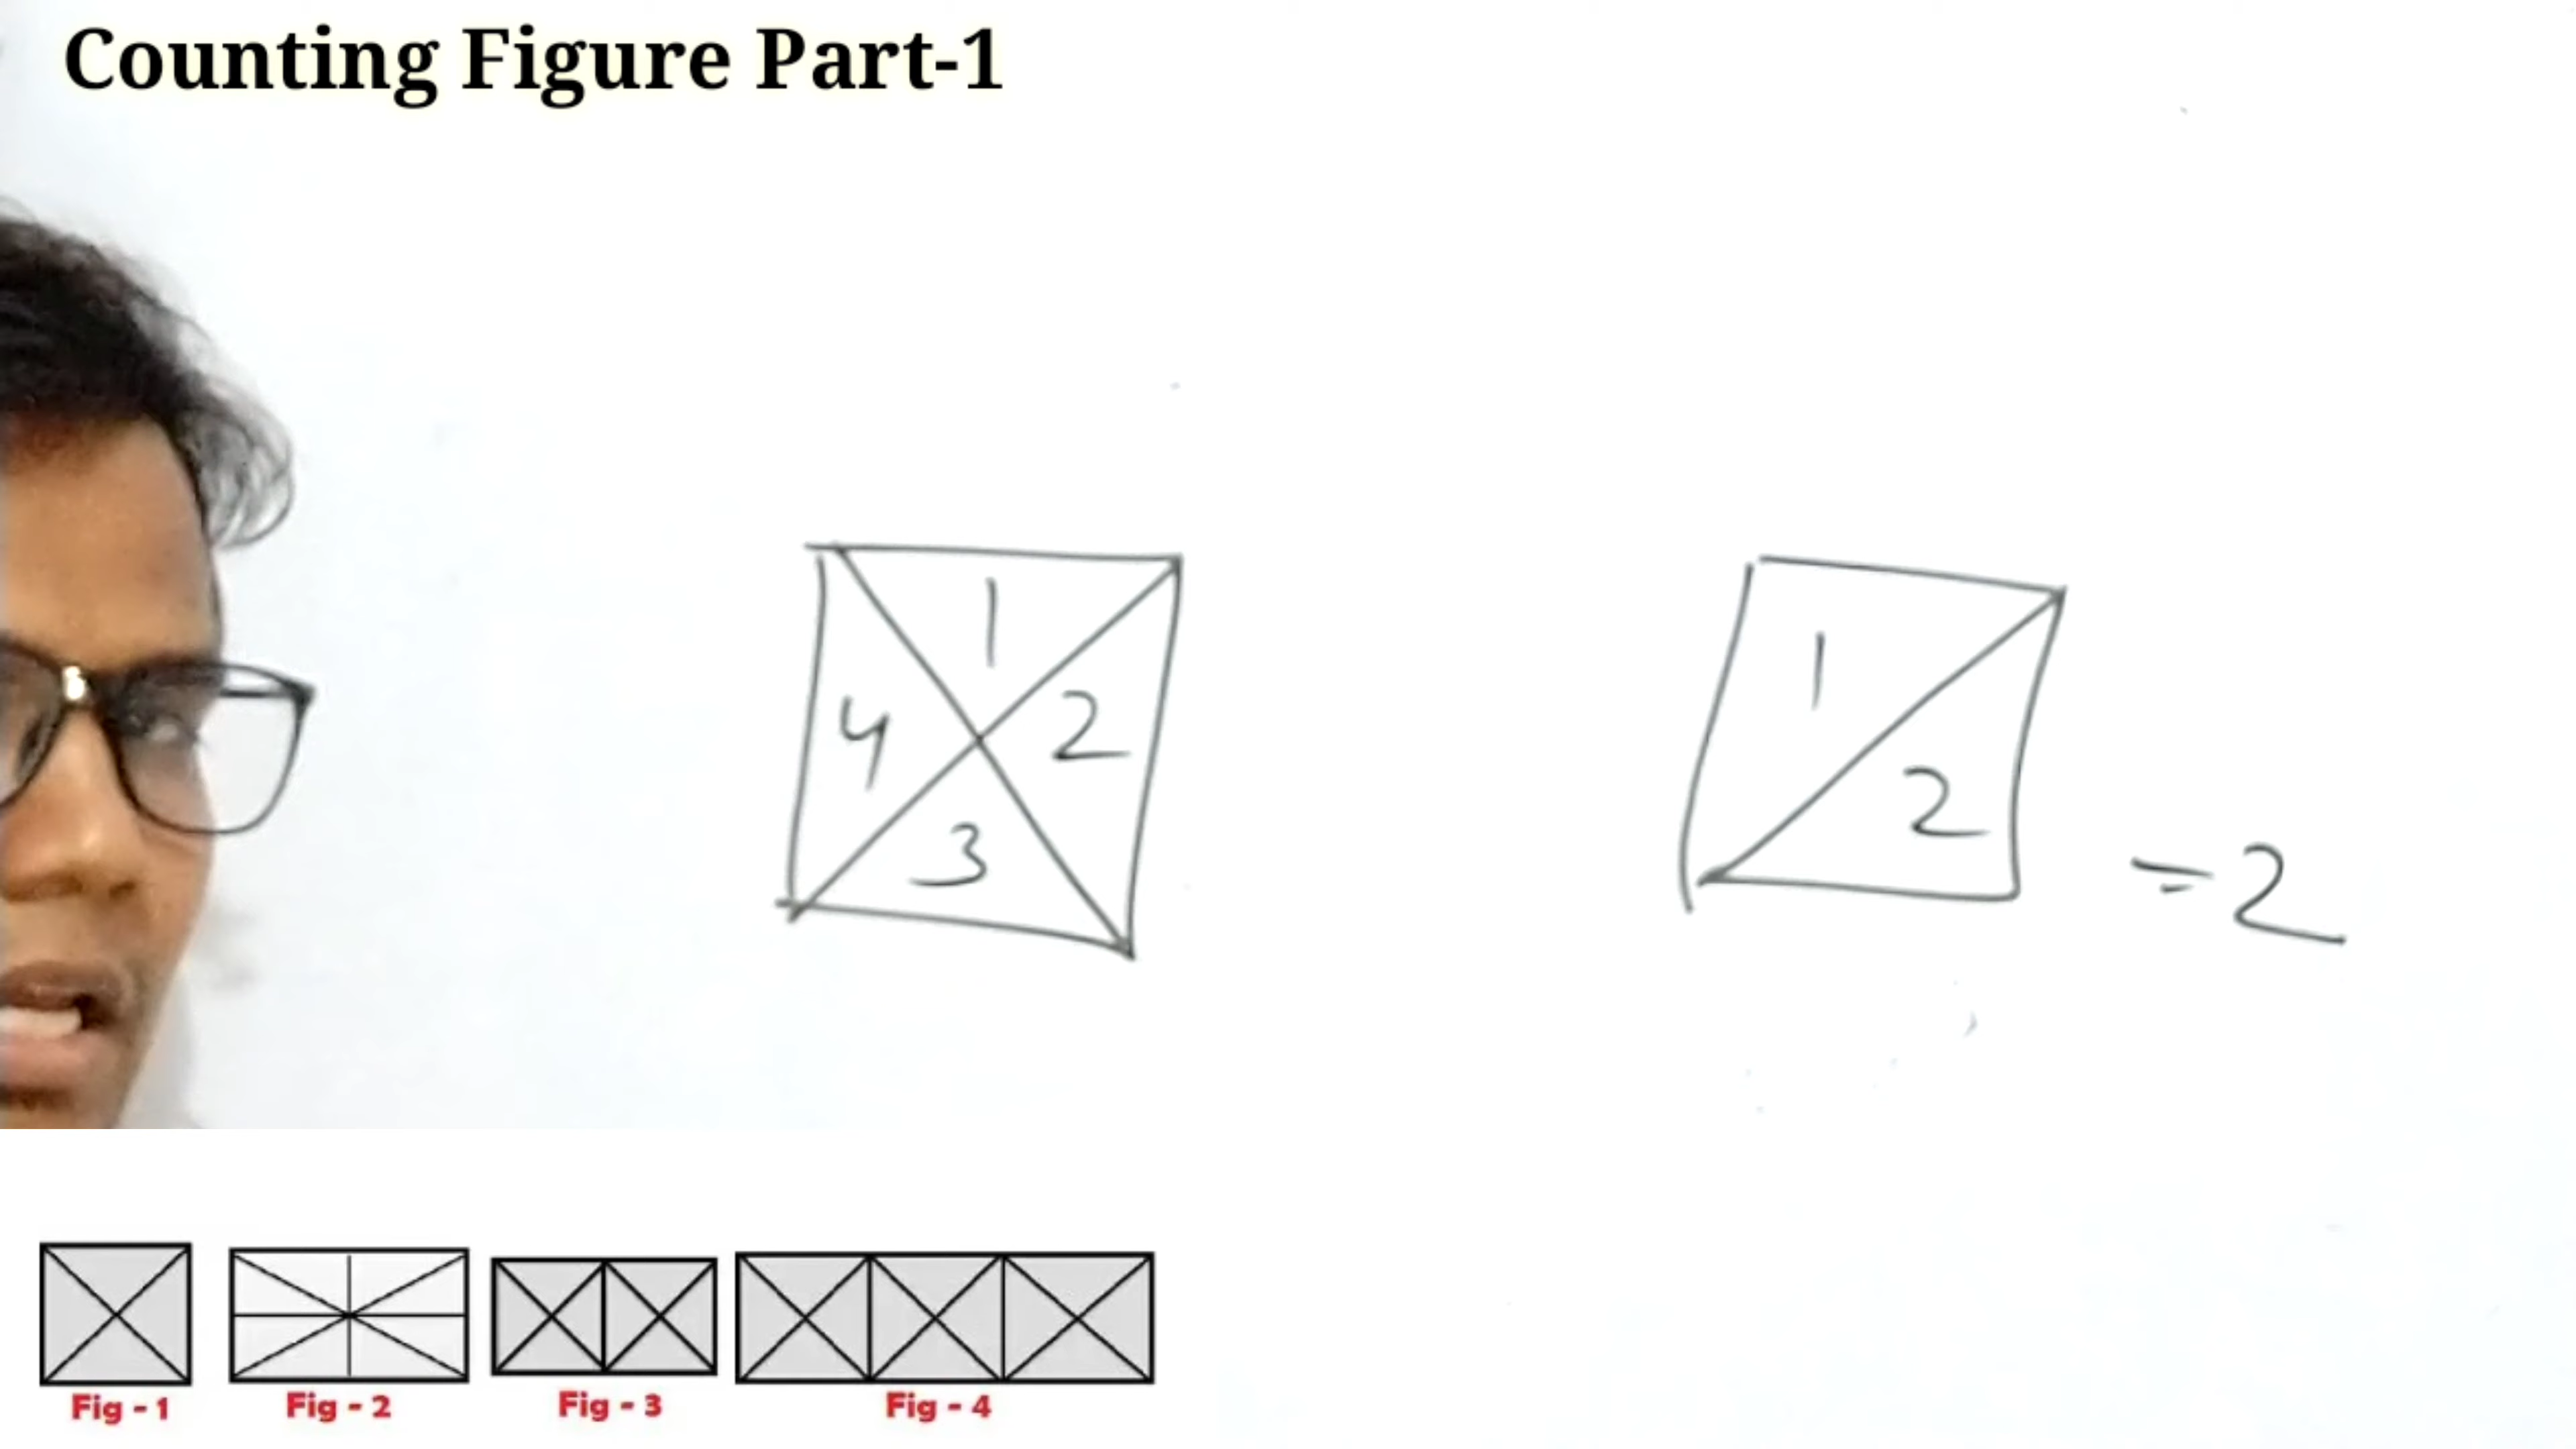 Counting Figure Part-1
1
4
2
3
1
2
=2
Fig - 1
Fig - 2
Fig - 3
Fig - 4